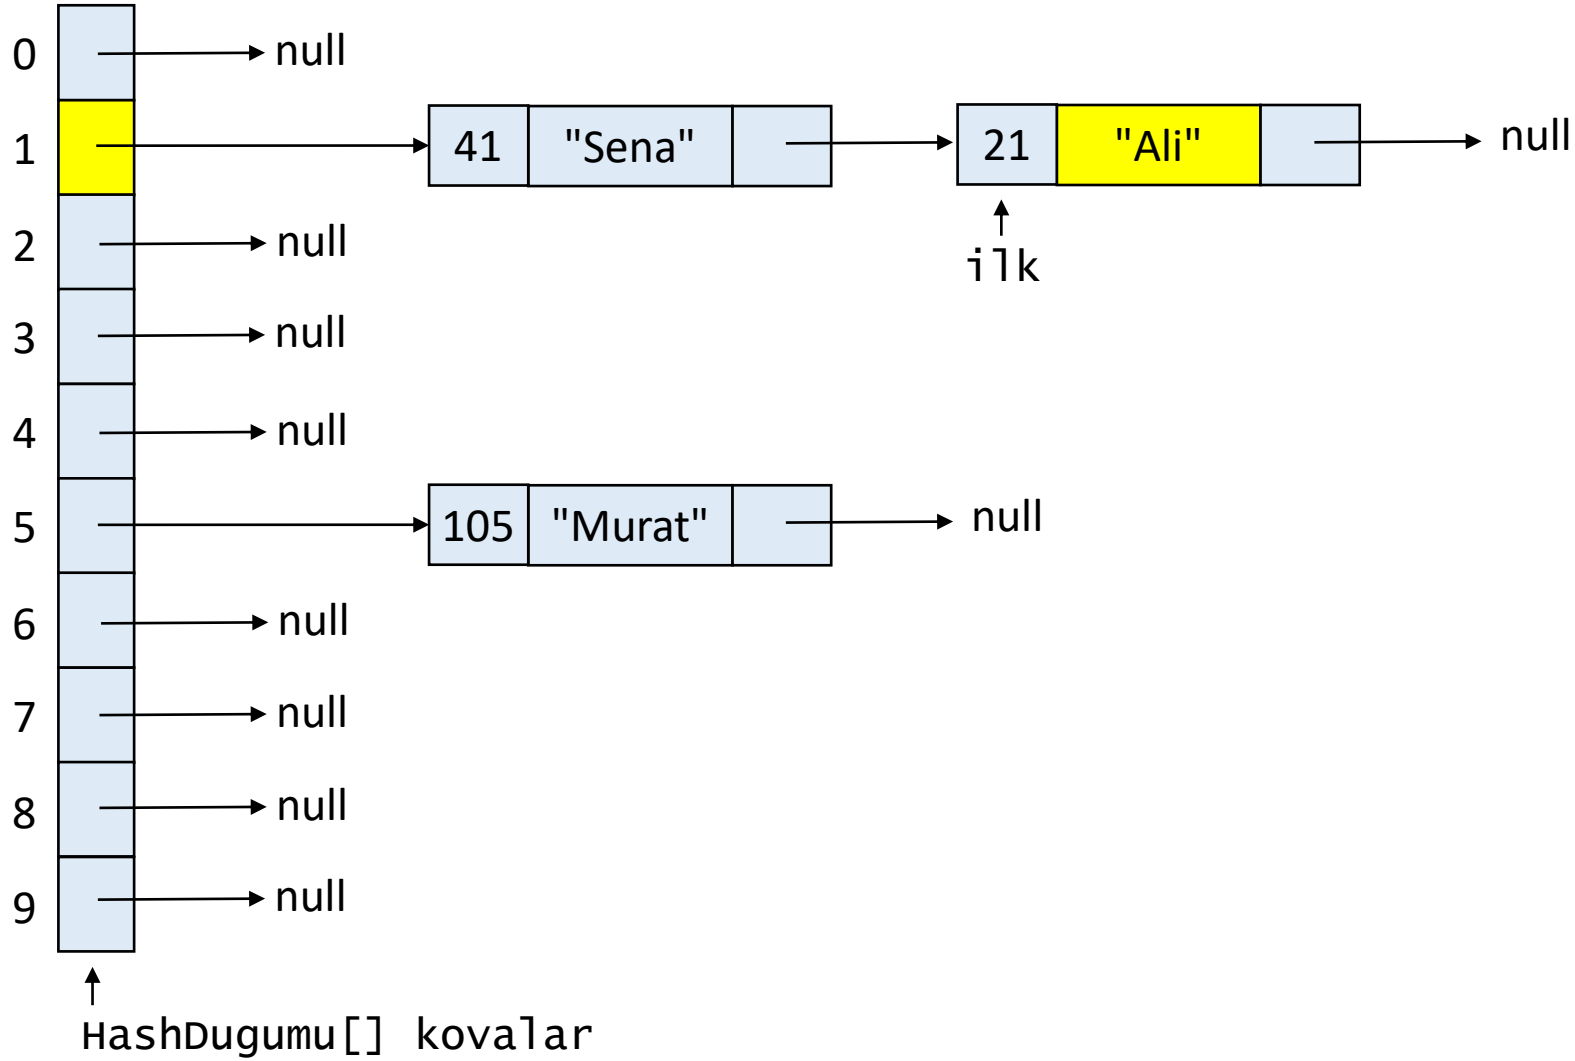 0 null
1 41 "Sena" 21 "Ali" null
2 null
ilk
3 null
4 null
5 105 "Murat" null
6 null
7 null
8 null
9 null
HashDugumu[] kovalar